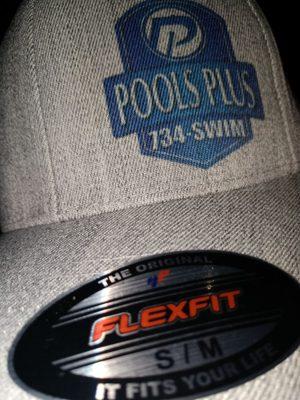 P
POOLS PLUS
734-SWIM
THE ORIGINAL
FLEXFIT
S / M
IT FITS YOUR LIFE